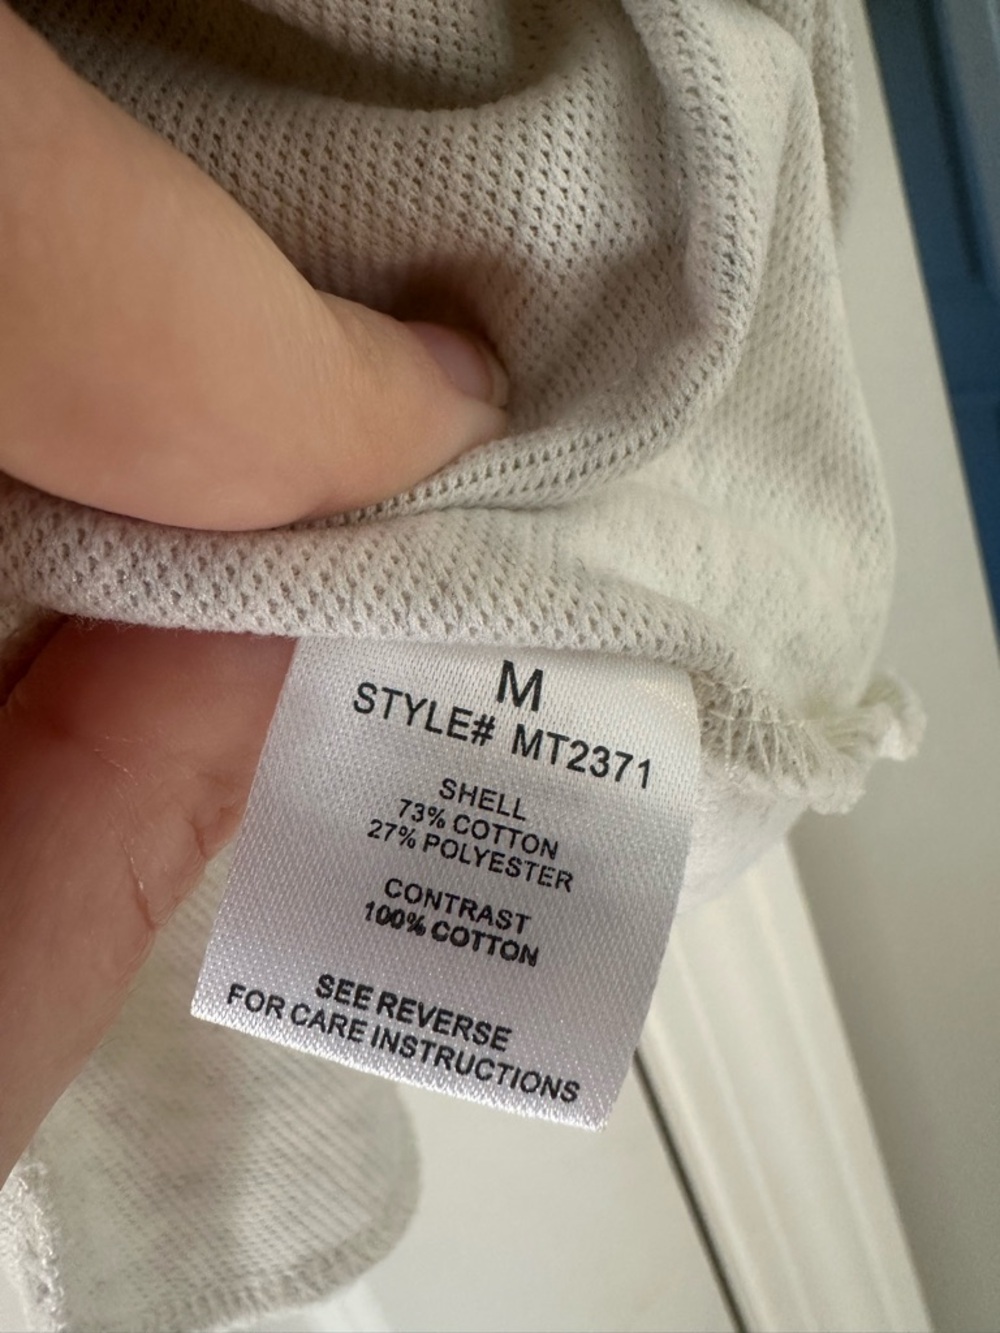 M
STYLE# MT2371
SHELL
73% COTTON
27% POLYESTER
CONTRAST
100% COTTON
SEE REVERSE
FOR CARE INSTRUCTIONS